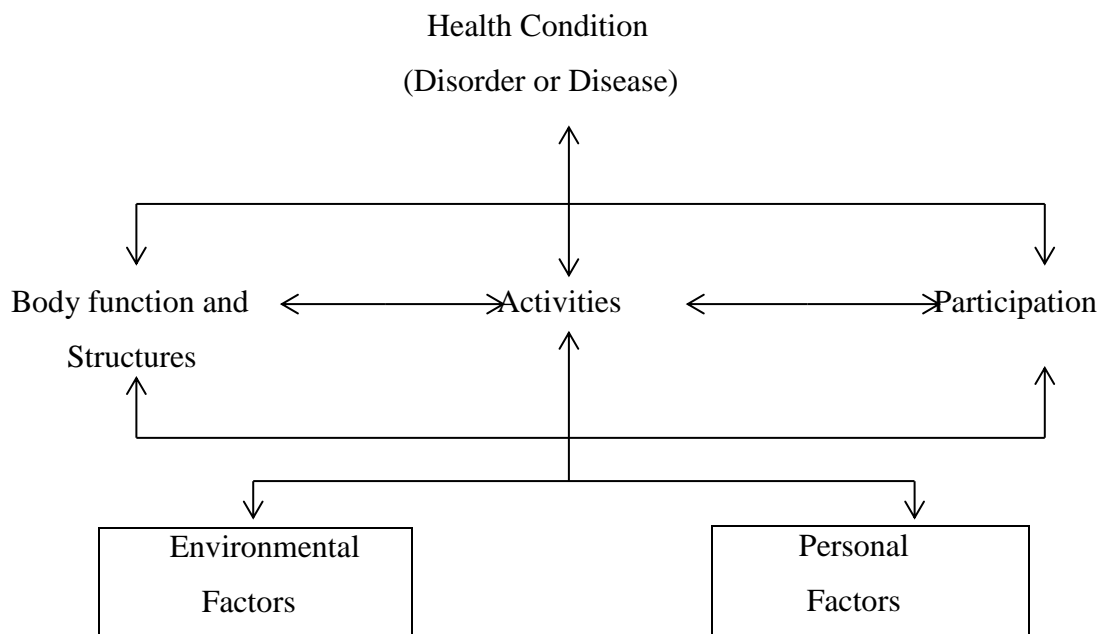 Health Condition
(Disorder or Disease)
Body function and
Structures
Activities
Participation
Environmental
Factors
Personal
Factors